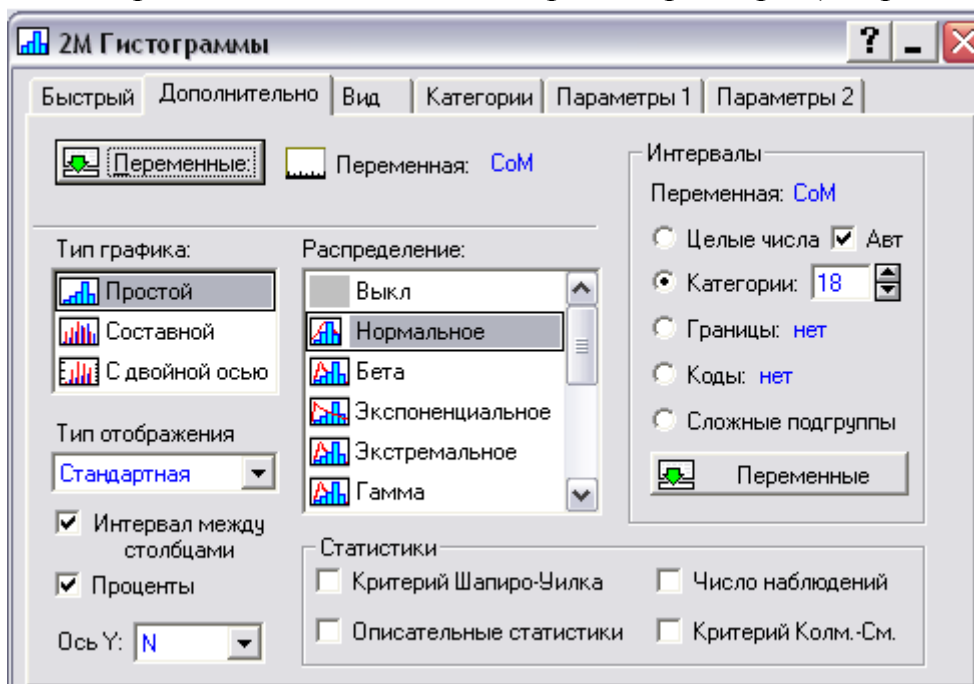 2М Гистограммы
Быстрый Дополнительно Вид Категории Параметры 1 Параметры 2
Переменные: Переменная: CoM
Тип графика:
Простой
Составной
С двойной осью
Распределение:
Выкл
Нормальное
Бета
Экспоненциальное
Экстремальное
Гамма
Интервалы
Переменная: CoM
Целые числа Авт
Категории: 18
Границы: нет
Коды: нет
Сложные подгруппы
Переменные
Тип отображения
Стандартная
Интервал между
столбцами
Проценты
Ось Y: N
Статистики
Критерий Шапиро-Уилка Число наблюдений
Описательные статистики Критерий Колм.-См.